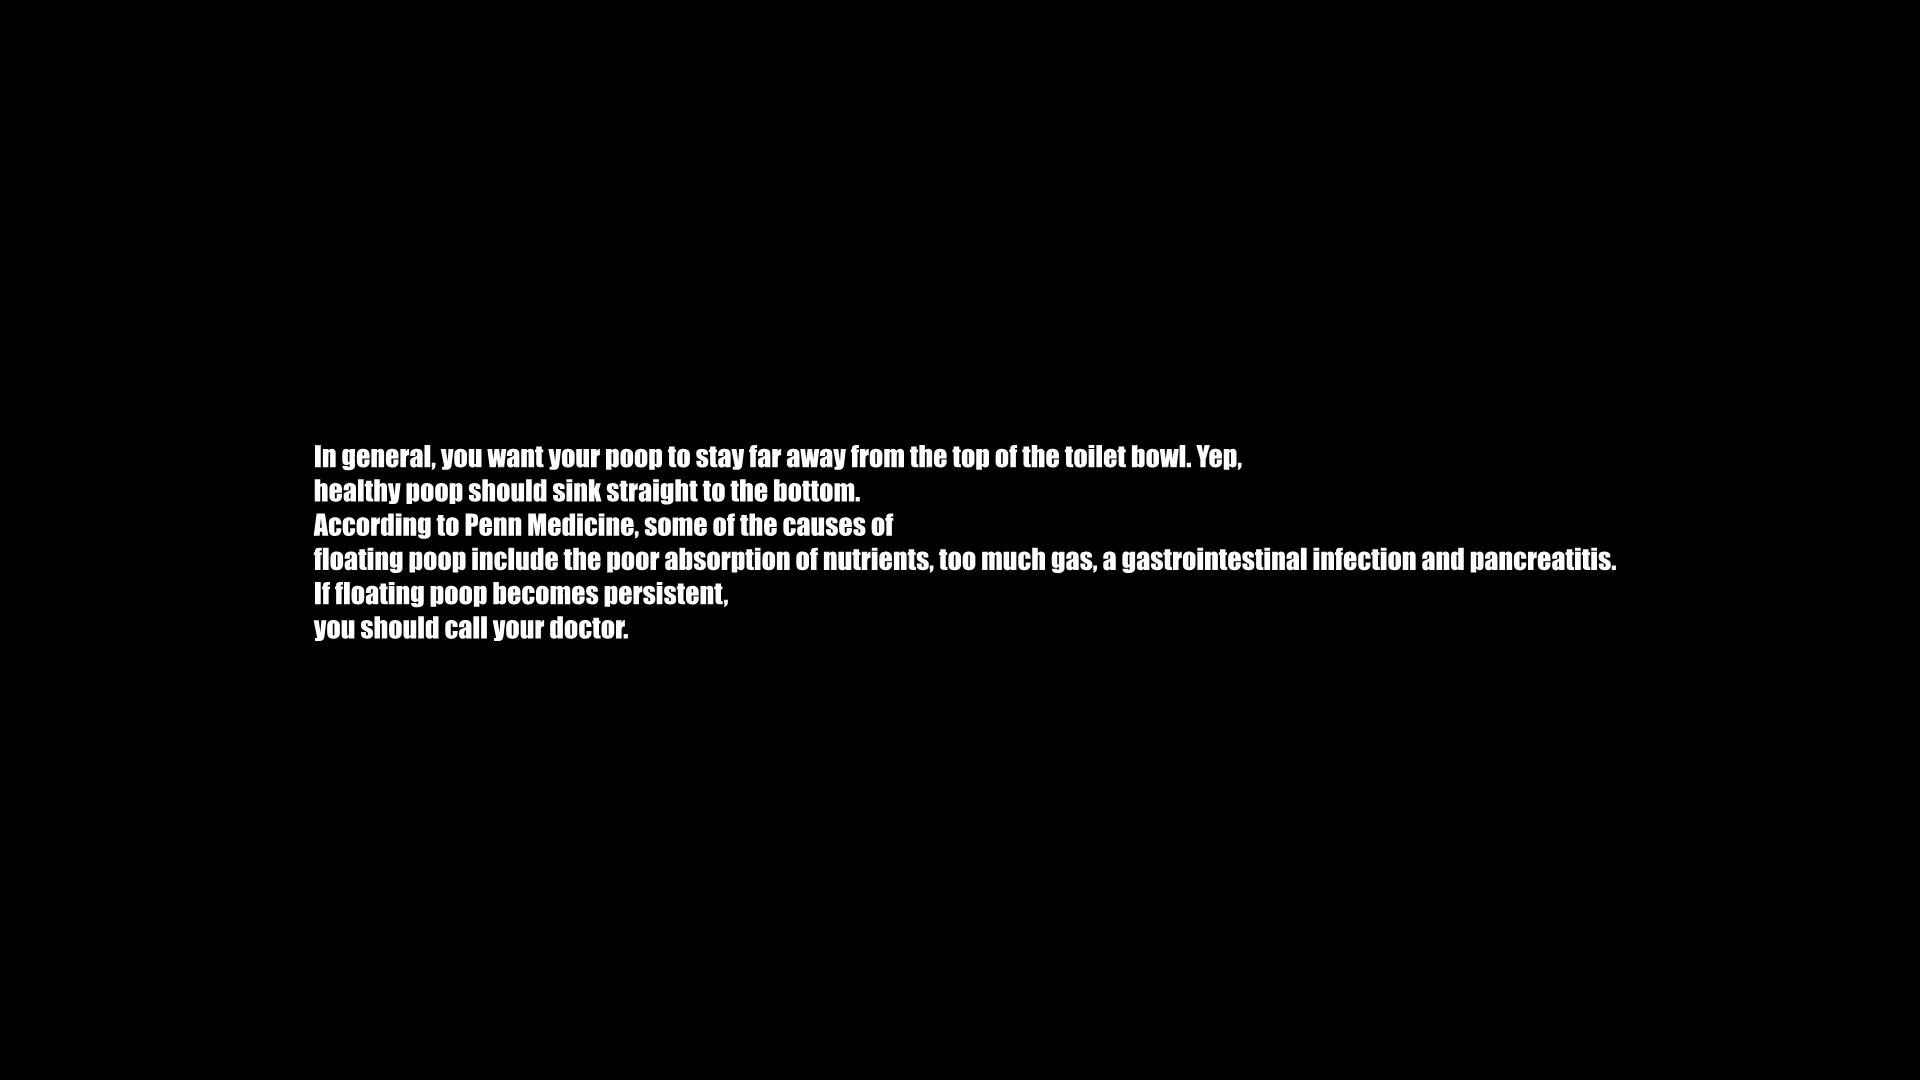 In general, you want your poop to stay far away from the top of the toilet bowl. Yep,
healthy poop should sink straight to the bottom.
According to Penn Medicine, some of the causes of
floating poop include the poor absorption of nutrients, too much gas, a gastrointestinal infection and pancreatitis.
If floating poop becomes persistent,
you should call your doctor.